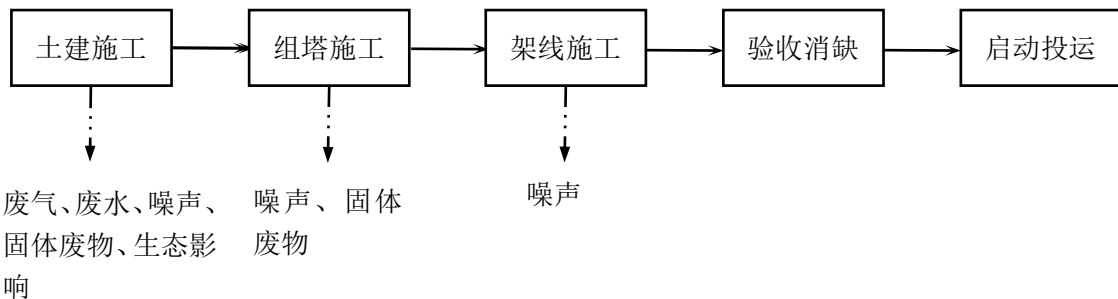 土建施工
组塔施工
架线施工
验收消缺
启动投运
废气、废水、噪声、
固体废物、生态影
响
噪声、固体
废物
噪声